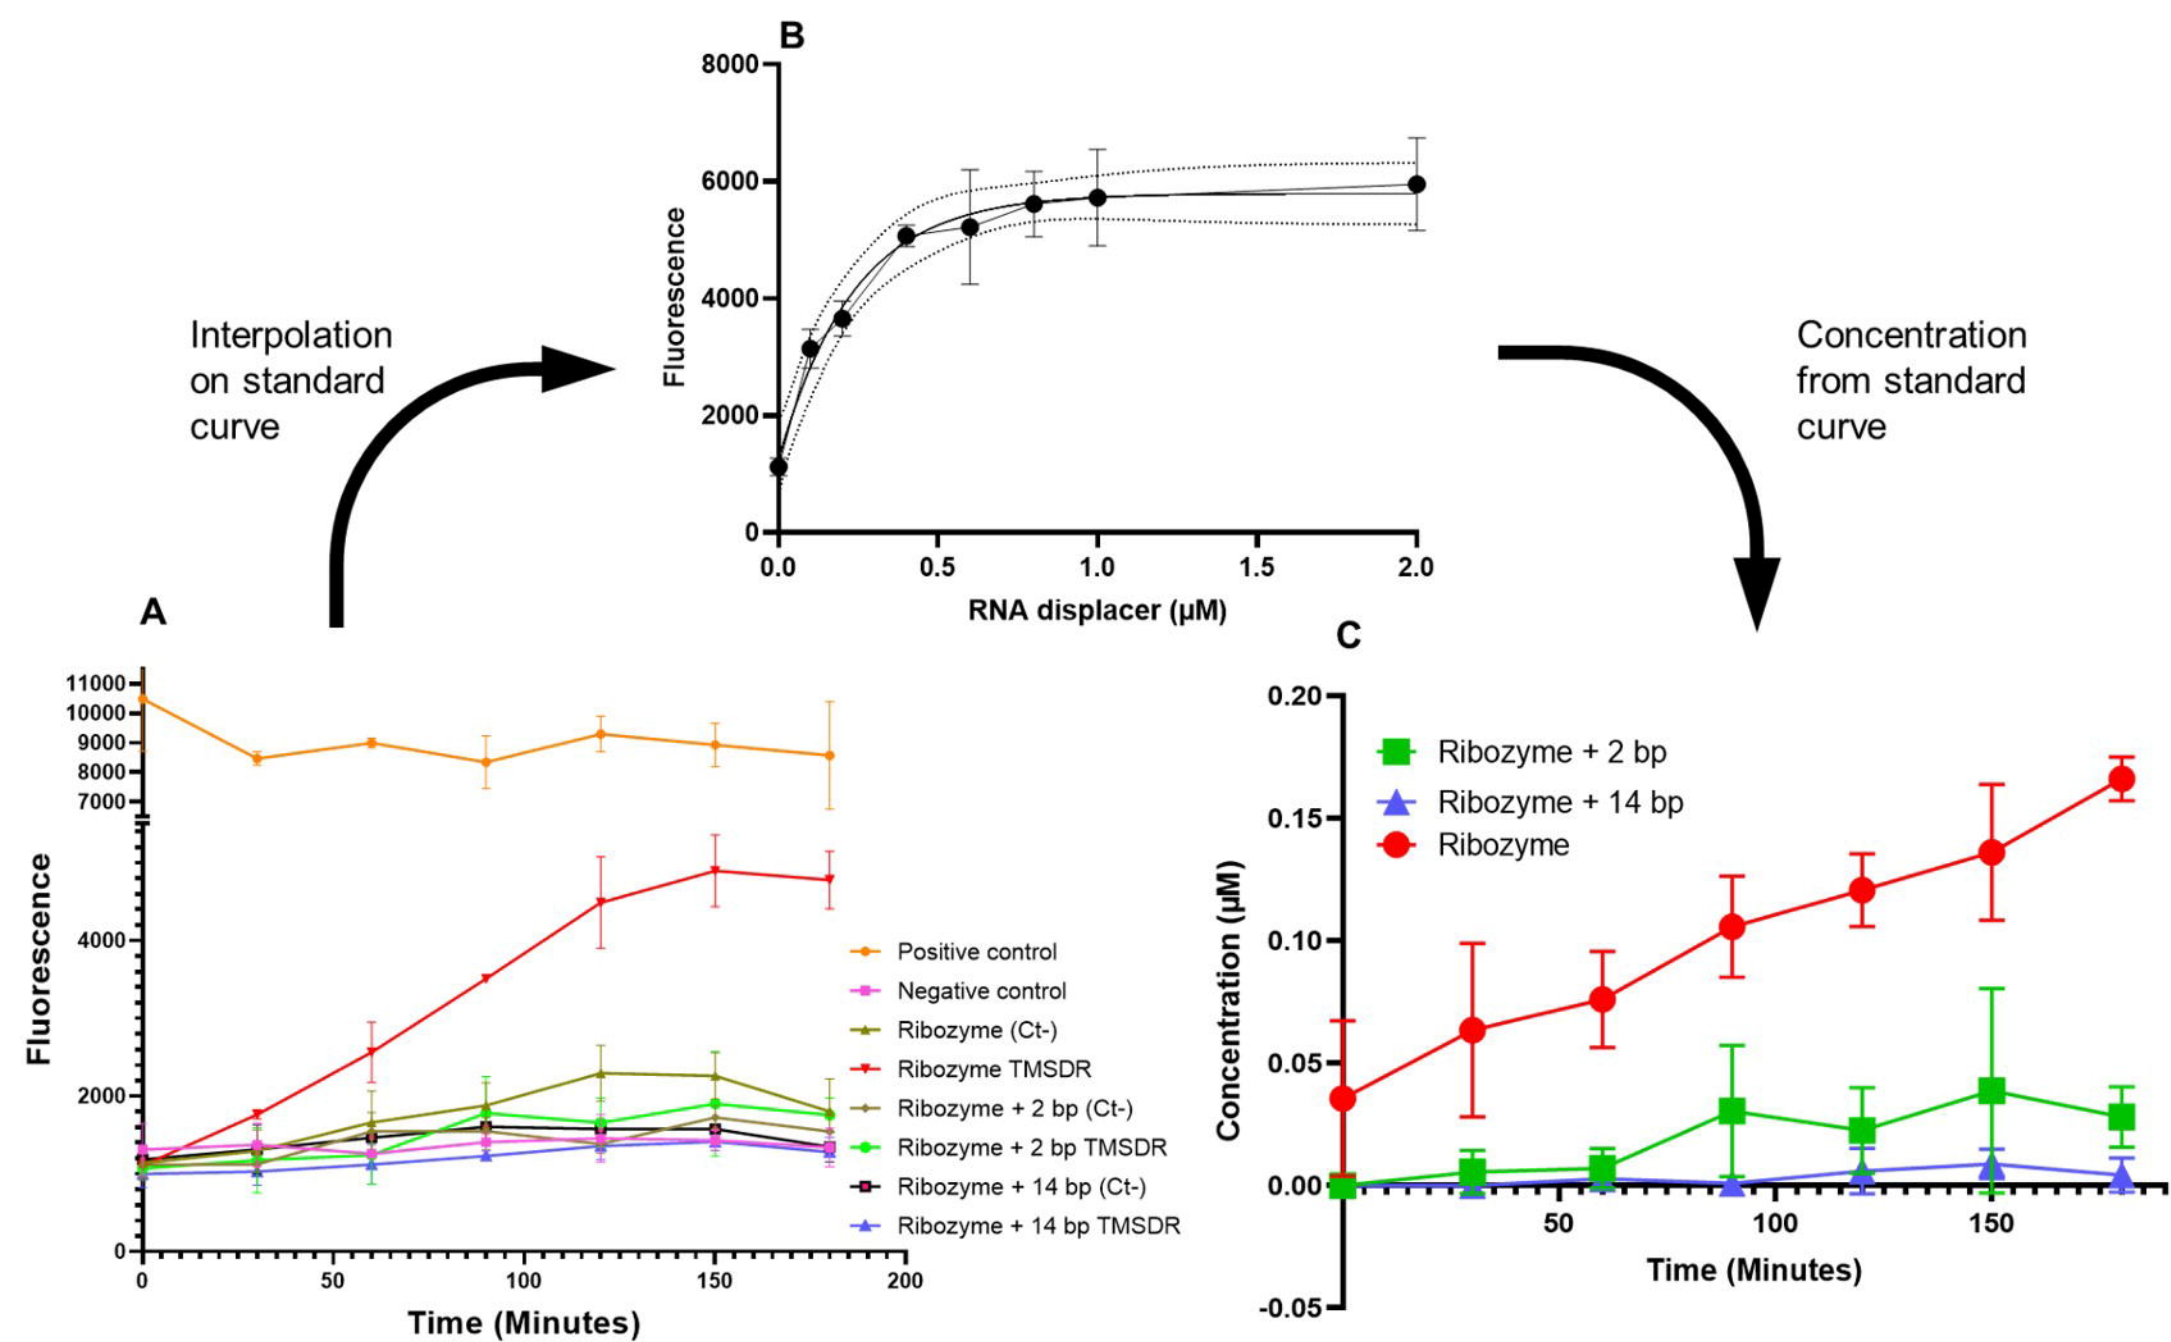 B
8000
6000
4000
2000
0
Fluorescence
0.0 0.5 1.0 1.5 2.0
RNA displacer (µM)
Interpolation
on standard
curve
Concentration
from standard
curve
A
11000
10000
9000
8000
7000
4000
2000
0
Fluorescence
0 50 100 150 200
Time (Minutes)
Positive control
Negative control
Ribozyme (Ct-)
Ribozyme TMSDR
Ribozyme + 2 bp (Ct-)
Ribozyme + 2 bp TMSDR
Ribozyme + 14 bp (Ct-)
Ribozyme + 14 bp TMSDR
C
0.20
0.15
0.10
0.05
0.00
-0.05
Concentration (µM)
Ribozyme + 2 bp
Ribozyme + 14 bp
Ribozyme
50 100 150
Time (Minutes)